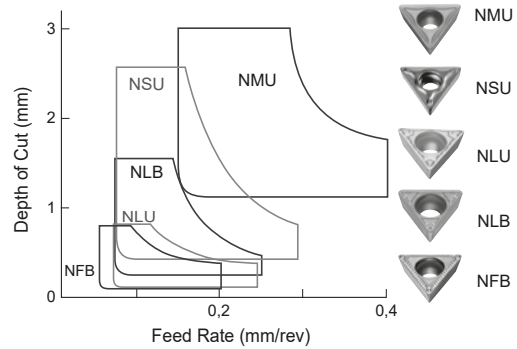 3
2
1
0
0,2
0,4
Depth of Cut (mm)
Feed Rate (mm/rev)
NSU
NMU
NLB
NLU
NFB
NMU
NSU
NLU
NLB
NFB